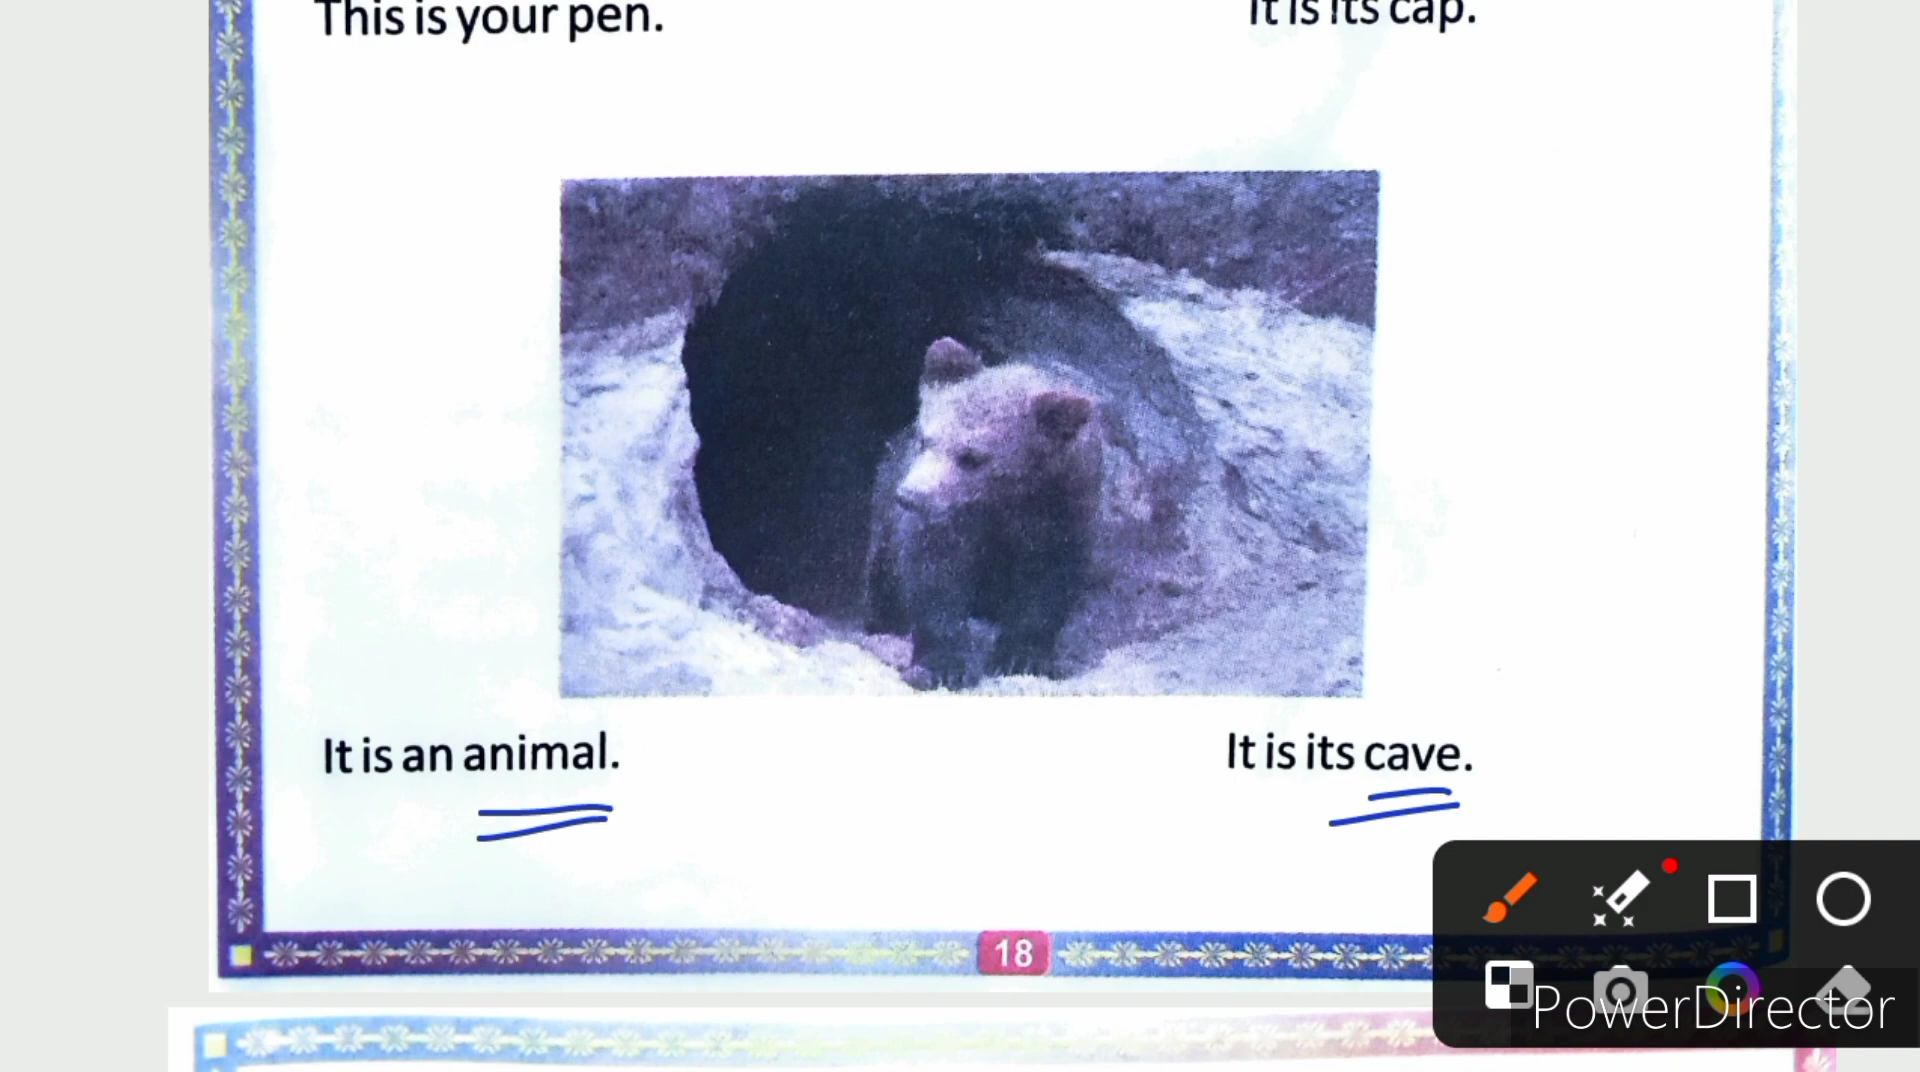 This is your pen.
It is its cap.
It is an animal.
It is its cave.
18
PowerDirector